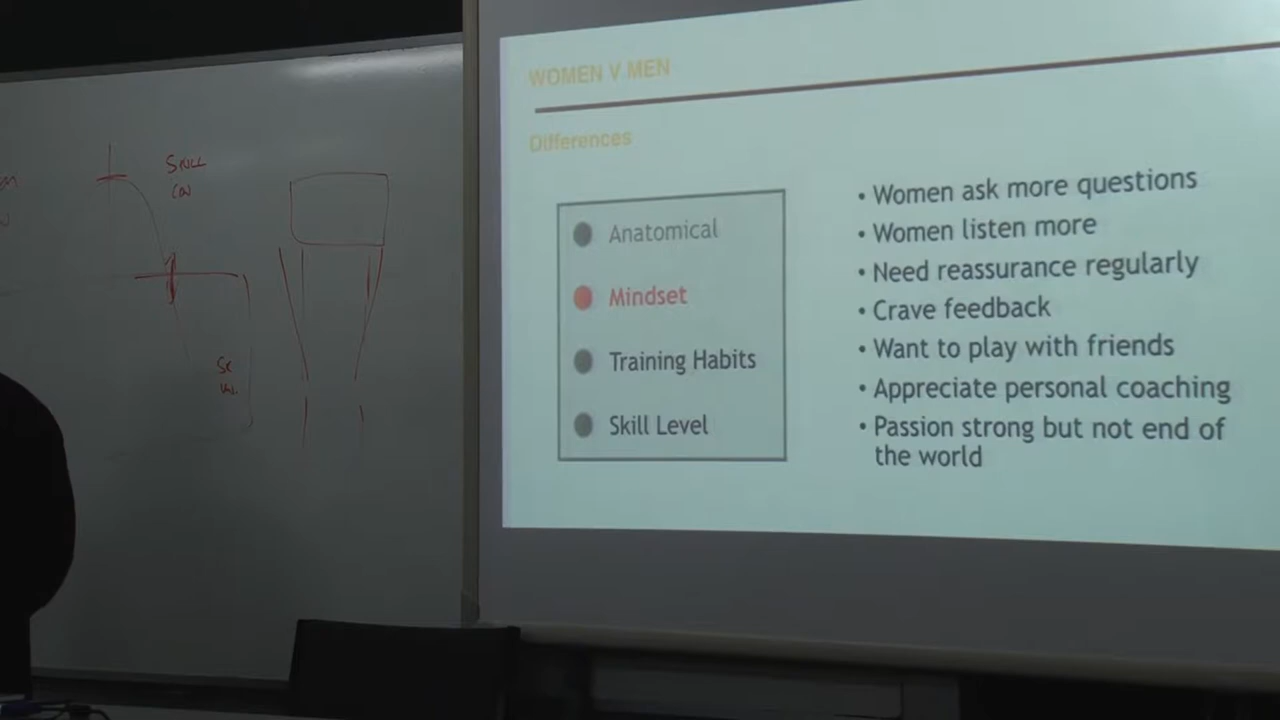 SKILL
WOMEN V MEN
Differences
Anatomical
Mindset
Training Habits
Skill Level
• Women ask more questions
• Women listen more
• Need reassurance regularly
• Crave feedback
• Want to play with friends
• Appreciate personal coaching
• Passion strong but not end of
the world